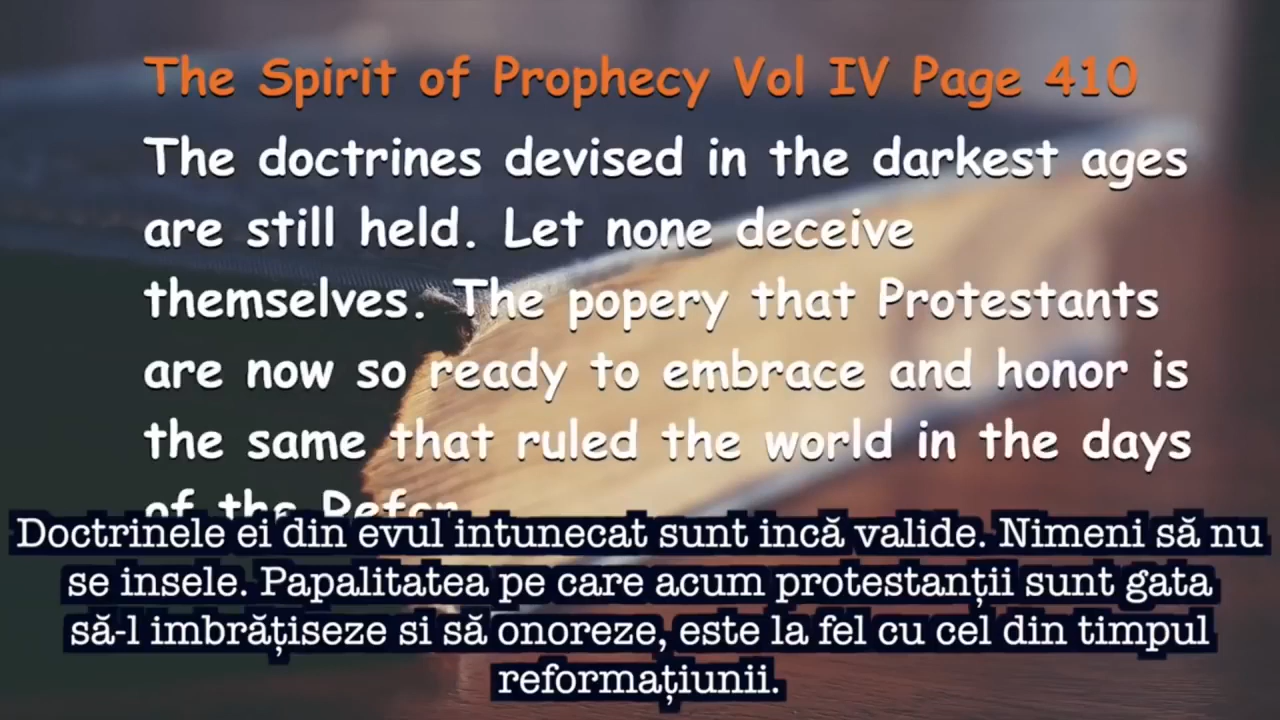 The Spirit of Prophecy Vol IV Page 410
The doctrines devised in the darkest ages
are still held. Let none deceive
themselves. The popery that Protestants
are now so ready to embrace and honor is
the same that ruled the world in the days
of the Refor
Doctrinele ei din evul intunecat sunt incă valide. Nimeni să nu
se insele. Papalitatea pe care acum protestanții sunt gata
să-l imbrățiseze si să onoreze, este la fel cu cel din timpul
reformațiunii.